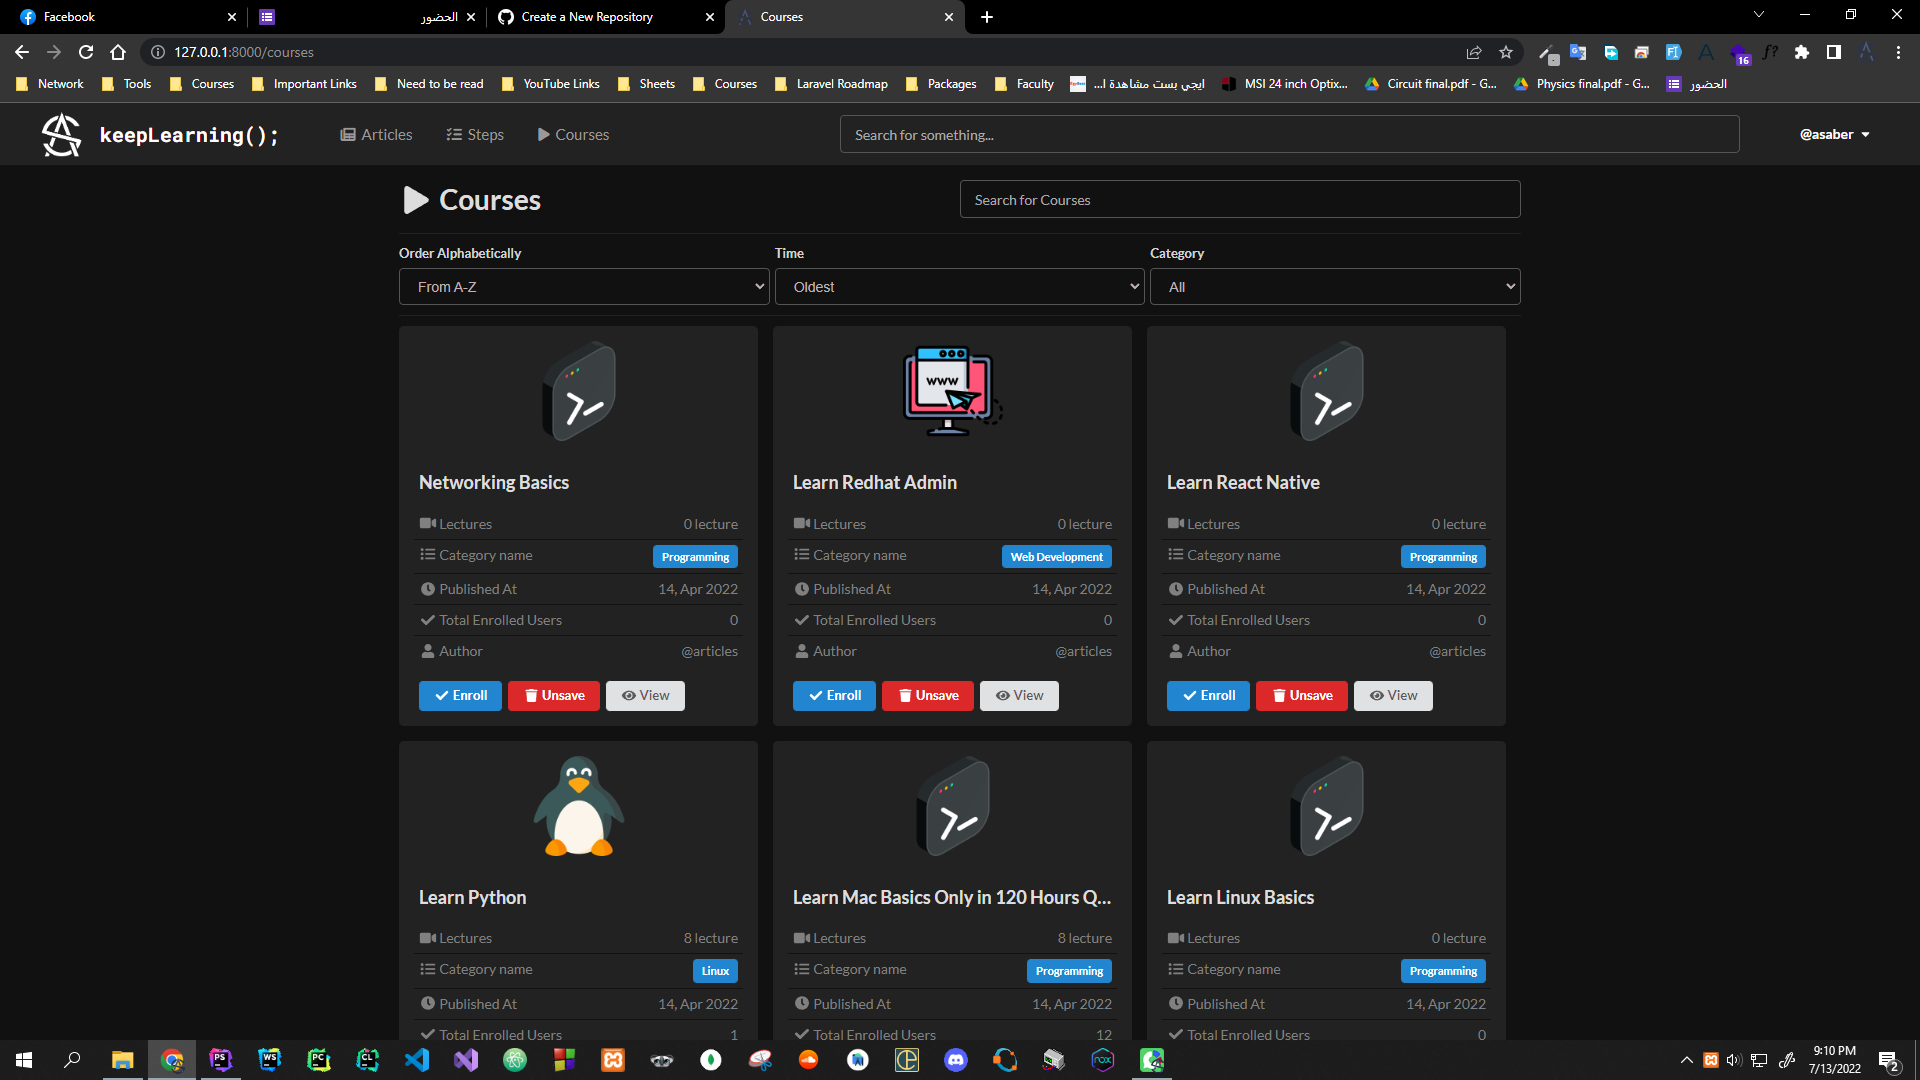 Facebook
الحضور
Create a New Repository
Courses
127.0.0.1:8000/courses
16
f?
Network
Tools
Courses
Important Links
Need to be read
YouTube Links
Sheets
Courses
Laravel Roadmap
Packages
Faculty
ايجي بست مشاهدة ا...
MSI 24 inch Optix...
Circuit final.pdf - G...
Physics final.pdf - G...
الحضور
keepLearning();
Articles
Steps
Courses
Search for something...
@asaber
Courses
Search for Courses
Order Alphabetically
Time
Category
From A-Z
Oldest
All
WWW
Networking Basics
Lectures 0 lecture
Category name Programming
Published At 14, Apr 2022
Total Enrolled Users 0
Author @articles
Enroll Unsave View
Learn Redhat Admin
Lectures 0 lecture
Category name Web Development
Published At 14, Apr 2022
Total Enrolled Users 0
Author @articles
Enroll Unsave View
Learn React Native
Lectures 0 lecture
Category name Programming
Published At 14, Apr 2022
Total Enrolled Users 0
Author @articles
Enroll Unsave View
Learn Python
Lectures 8 lecture
Category name Linux
Published At 14, Apr 2022
Total Enrolled Users 1
Learn Mac Basics Only in 120 Hours Q...
Lectures 8 lecture
Category name Programming
Published At 14, Apr 2022
Total Enrolled Users 12
Learn Linux Basics
Lectures 0 lecture
Category name Programming
Published At 14, Apr 2022
Total Enrolled Users 0
PS
WS
PC
CL
9:10 PM
7/13/2022
2